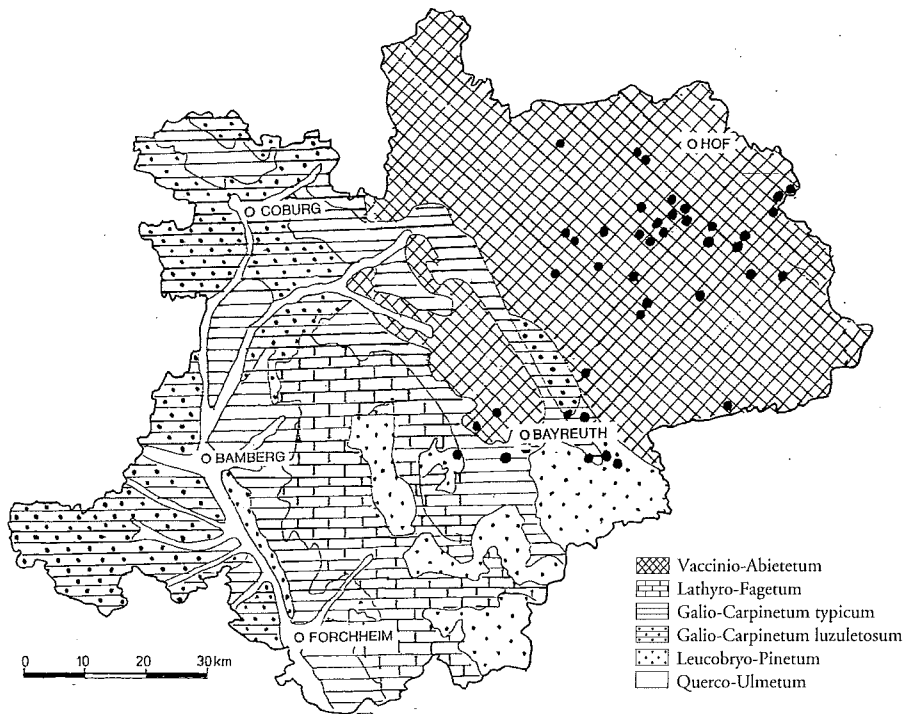 HOF
COBURG
BAYREUTH
BAMBERG
FORCHHEIM
Vaccinio-Abietetum
Lathyro-Fagetum
Galio-Carpinetum typicum
Galio-Carpinetum luzuletosum
Leucobryo-Pinetum
Querco-Ulmetum
0 10 20 30 km